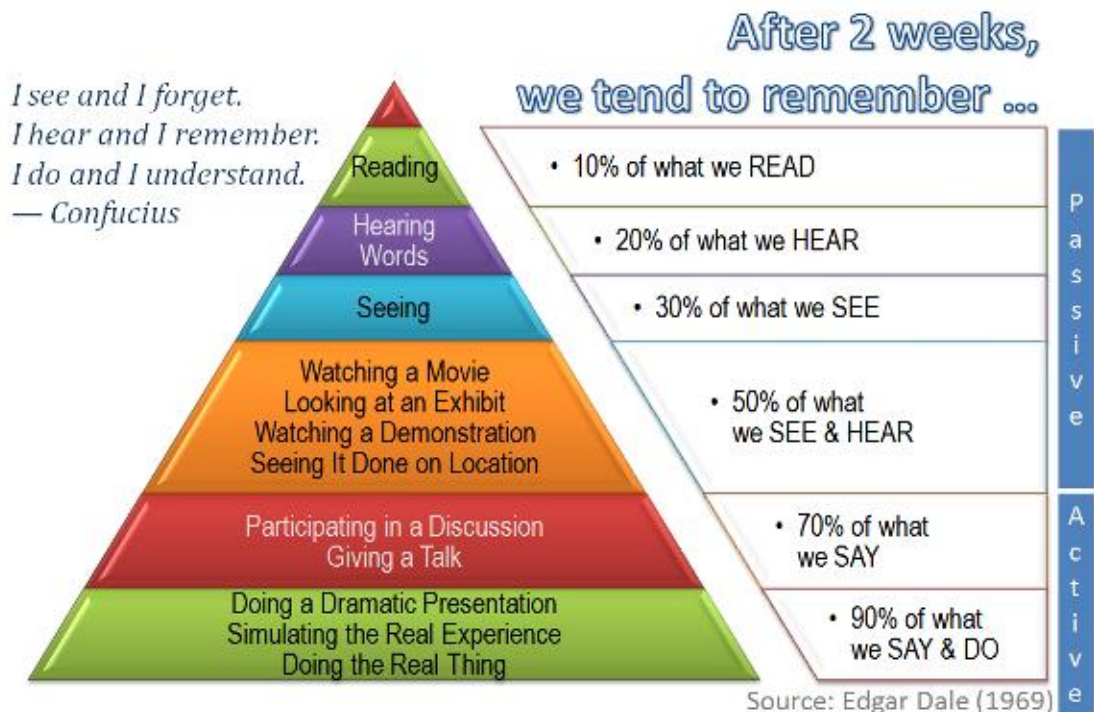 After 2 weeks,
we tend to remember ...
I see and I forget.
I hear and I remember.
I do and I understand.
— Confucius
Reading
• 10% of what we READ
Hearing
Words
• 20% of what we HEAR
Seeing
• 30% of what we SEE
Watching a Movie
Looking at an Exhibit
Watching a Demonstration
Seeing It Done on Location
• 50% of what
we SEE & HEAR
Participating in a Discussion
Giving a Talk
• 70% of what
we SAY
Doing a Dramatic Presentation
Simulating the Real Experience
Doing the Real Thing
• 90% of what
we SAY & DO
Passive
Active
Source: Edgar Dale (1969)